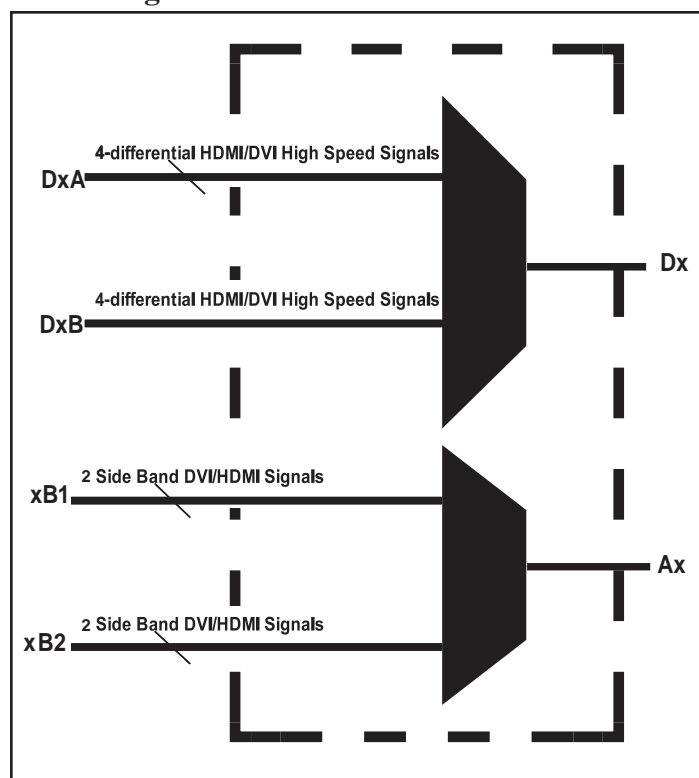 4-differential HDMI/DVI High Speed Signals
DxA
Dx
4-differential HDMI/DVI High Speed Signals
DxB
2 Side Band DVI/HDMI Signals
xB1
Ax
2 Side Band DVI/HDMI Signals
xB2